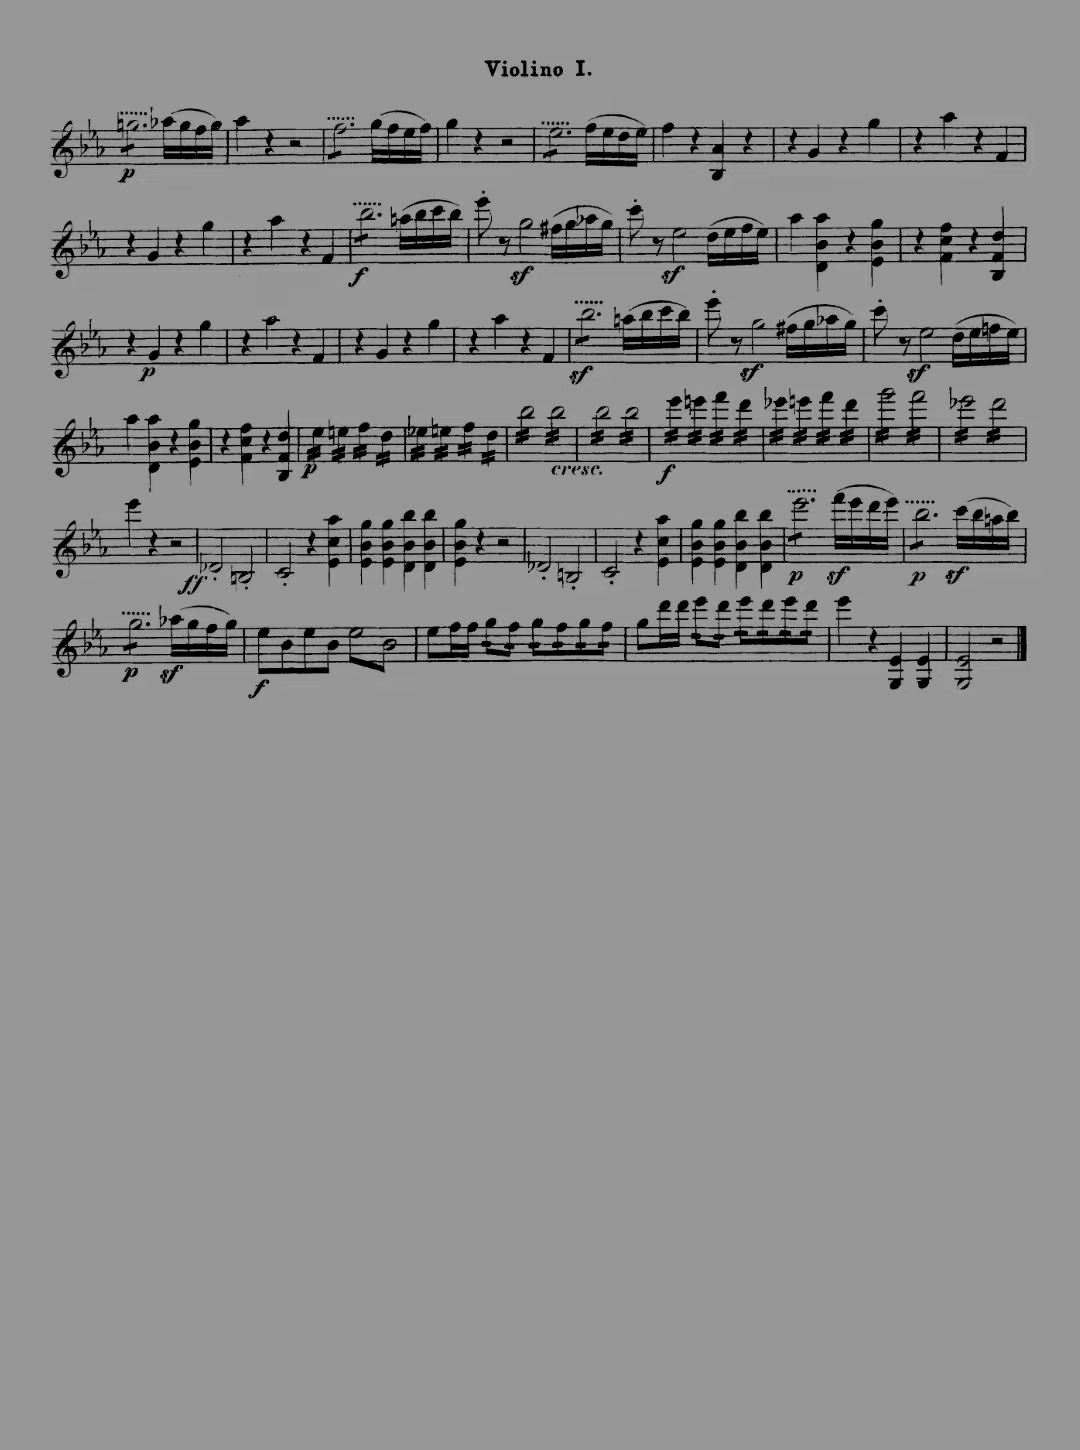 Violino I.
p
f sf sf
p sf sf sf
p cresc. f
ff p sf p sf
p sf f